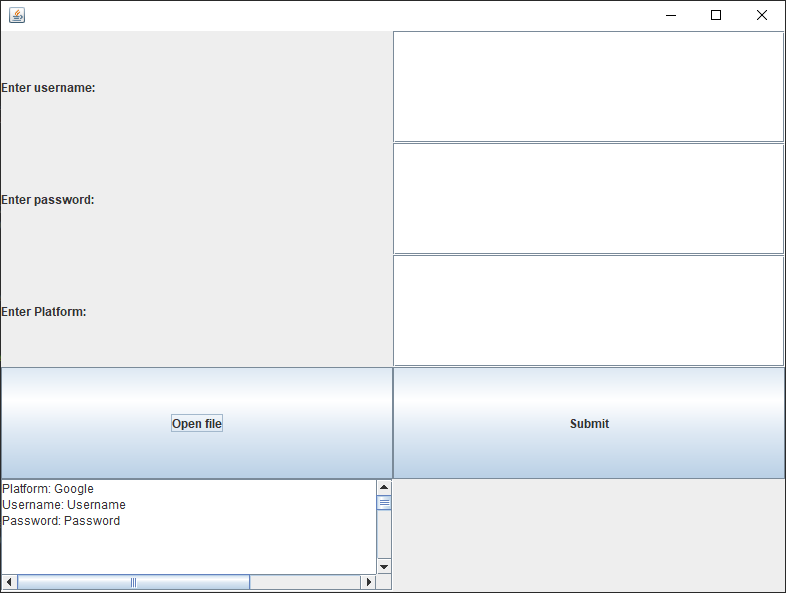 Enter username:
Enter password:
Enter Platform:
Open file
Submit
Platform: Google
Username: Username
Password: Password